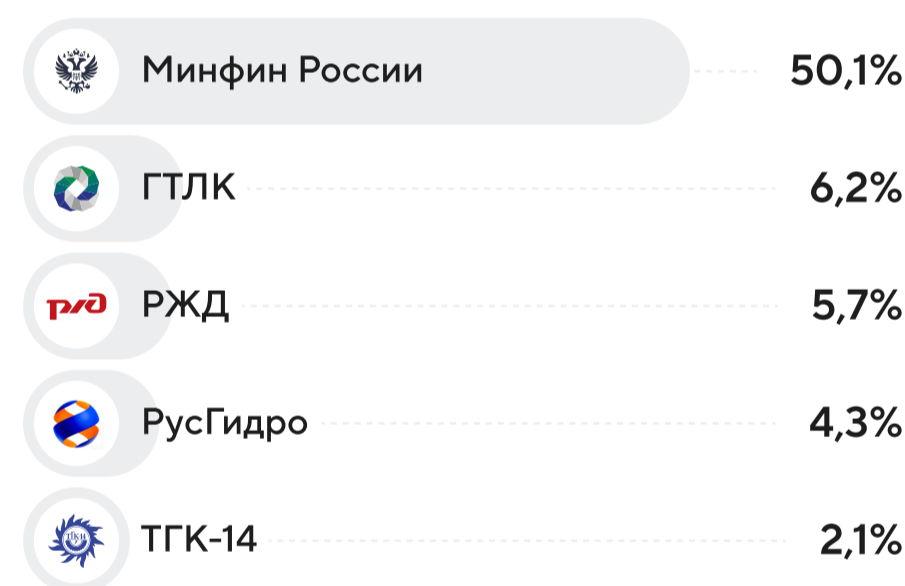 Минфин России 50,1%
ГТЛК 6,2%
РЖД 5,7%
РусГидро 4,3%
ТГК-14 2,1%